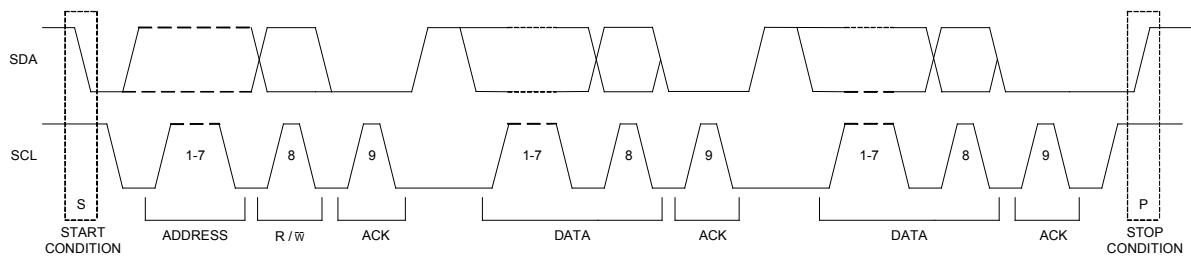 SDA
SCL
1-7
8
9
1-7
8
9
1-7
8
9
S
P
START
CONDITION
ADDRESS
R / W̅
ACK
DATA
ACK
DATA
ACK
STOP
CONDITION